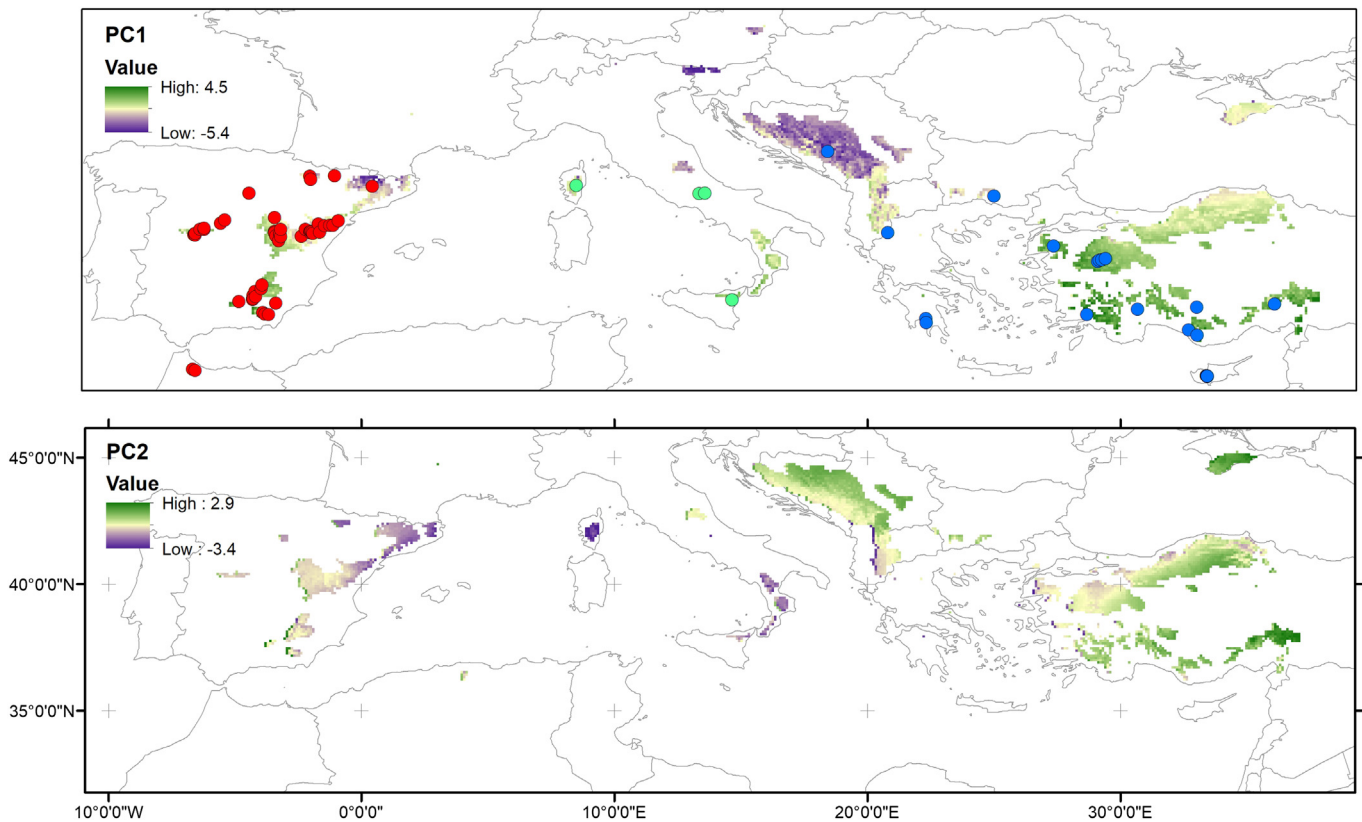 PC1
Value
High: 4.5
Low: -5.4
PC2
Value
High : 2.9
Low : -3.4
45°0'0"N
40°0'0"N
35°0'0"N
10°0'0"W
0°0'0"
10°0'0"E
20°0'0"E
30°0'0"E